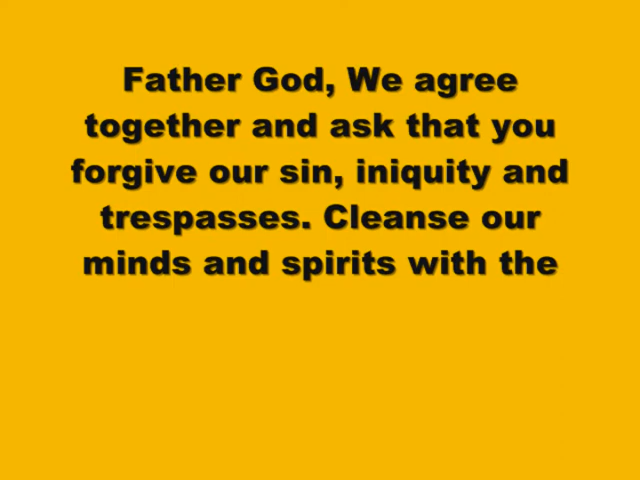 Father God, We agree
together and ask that you
forgive our sin, iniquity and
trespasses. Cleanse our
minds and spirits with the